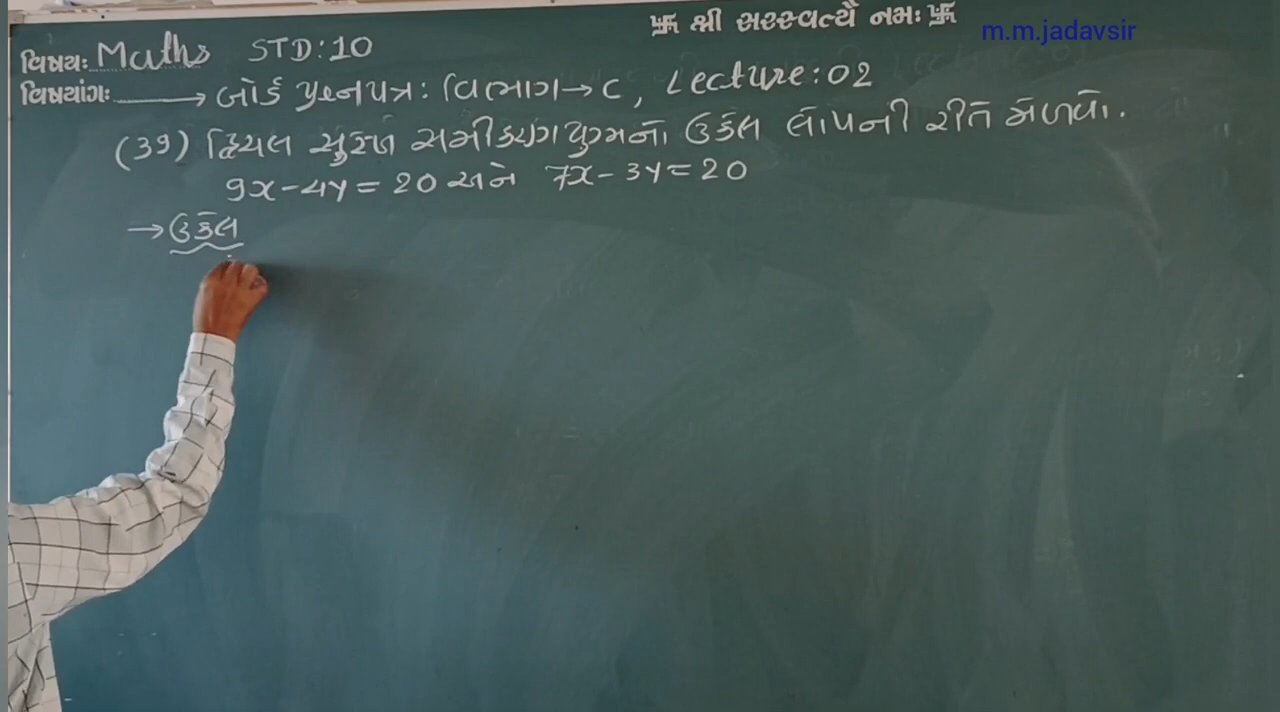 卐 શ્રી સરસ્વત્યૈ નમઃ 卐
m.m.jadavsir
વિષય: Maths STD: 10
વિષયાંગ: → બોર્ડ પ્રશ્નપત્ર: વિભાગ → C, Lecture: 02
(39) દ્વિચલ સુરેખ સમીકરણયુગ્મનો ઉકેલ લોપની રીતે મેળવો.
9x - 4y = 20 અને 7x - 3y = 20
→ ઉકેલ